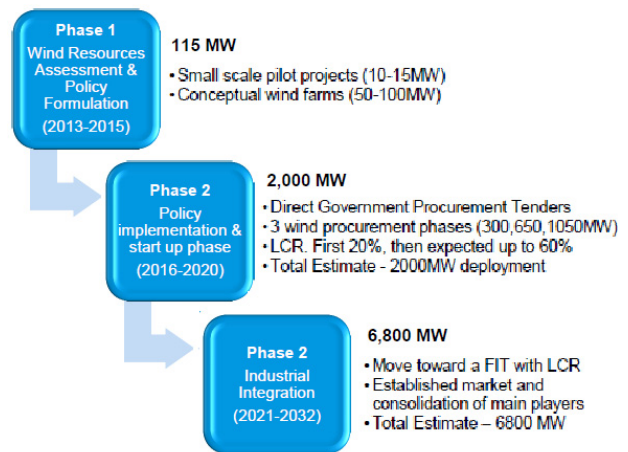 Phase 1
Wind Resources
Assessment &
Policy
Formulation
(2013-2015)
115 MW
• Small scale pilot projects (10-15MW)
• Conceptual wind farms (50-100MW)
Phase 2
Policy
implementation &
start up phase
(2016-2020)
2,000 MW
• Direct Government Procurement Tenders
• 3 wind procurement phases (300,650,1050MW)
• LCR. First 20%, then expected up to 60%
• Total Estimate - 2000MW deployment
Phase 2
Industrial
Integration
(2021-2032)
6,800 MW
• Move toward a FIT with LCR
• Established market and
consolidation of main players
• Total Estimate – 6800 MW